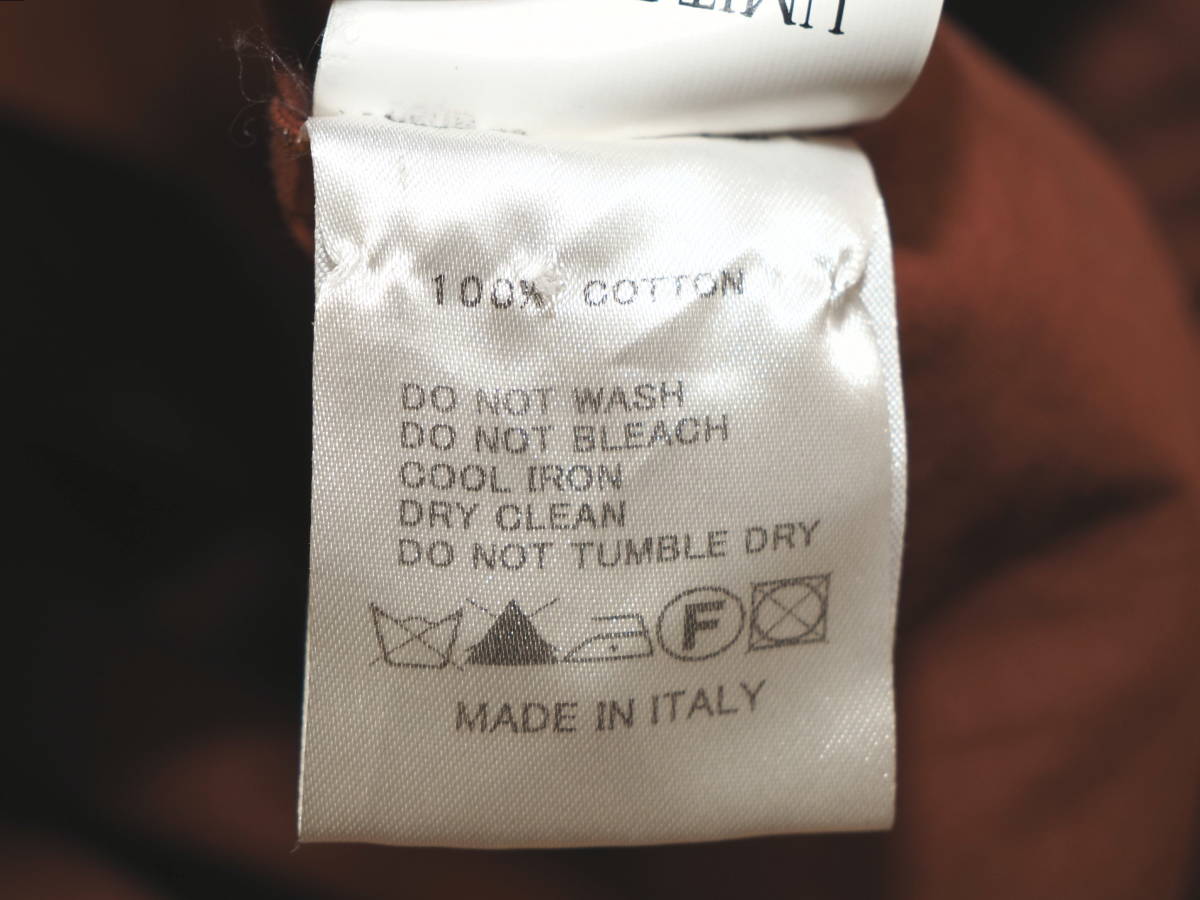 100% COTTON
DO NOT WASH
DO NOT BLEACH
COOL IRON
DRY CLEAN
DO NOT TUMBLE DRY
F
MADE IN ITALY